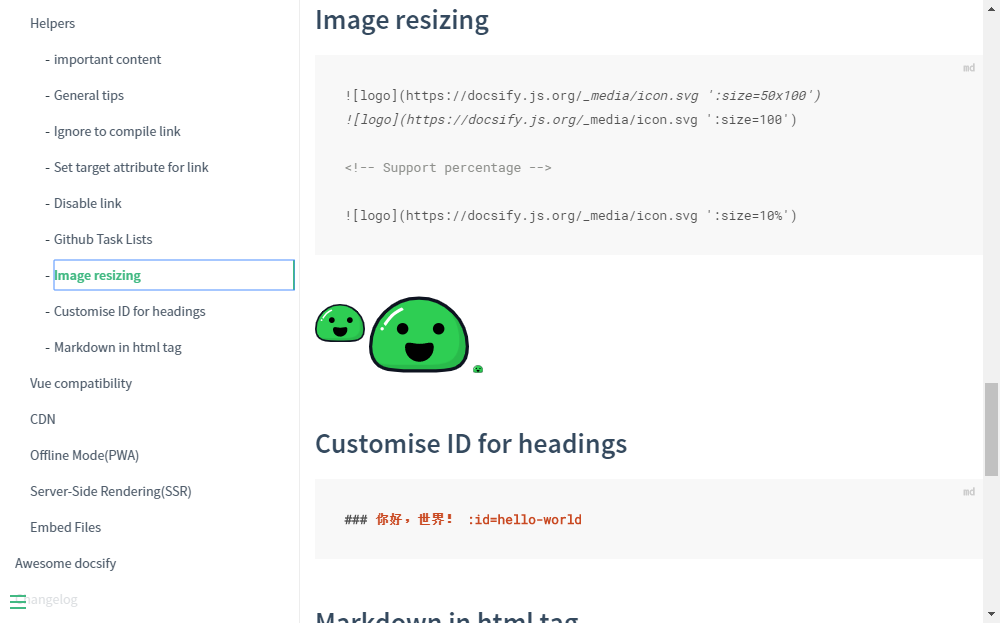 Helpers
- important content
- General tips
- Ignore to compile link
- Set target attribute for link
- Disable link
- Github Task Lists
- Image resizing
- Customise ID for headings
- Markdown in html tag
Vue compatibility
CDN
Offline Mode(PWA)
Server-Side Rendering(SSR)
Embed Files
Awesome docsify
Changelog
Image resizing
md
![logo](https://docsify.js.org/_media/icon.svg ':size=50x100')
![logo](https://docsify.js.org/_media/icon.svg ':size=100')
<!-- Support percentage -->
![logo](https://docsify.js.org/_media/icon.svg ':size=10%')
Customise ID for headings
md
### 你好，世界！ :id=hello-world
Markdown in html tag